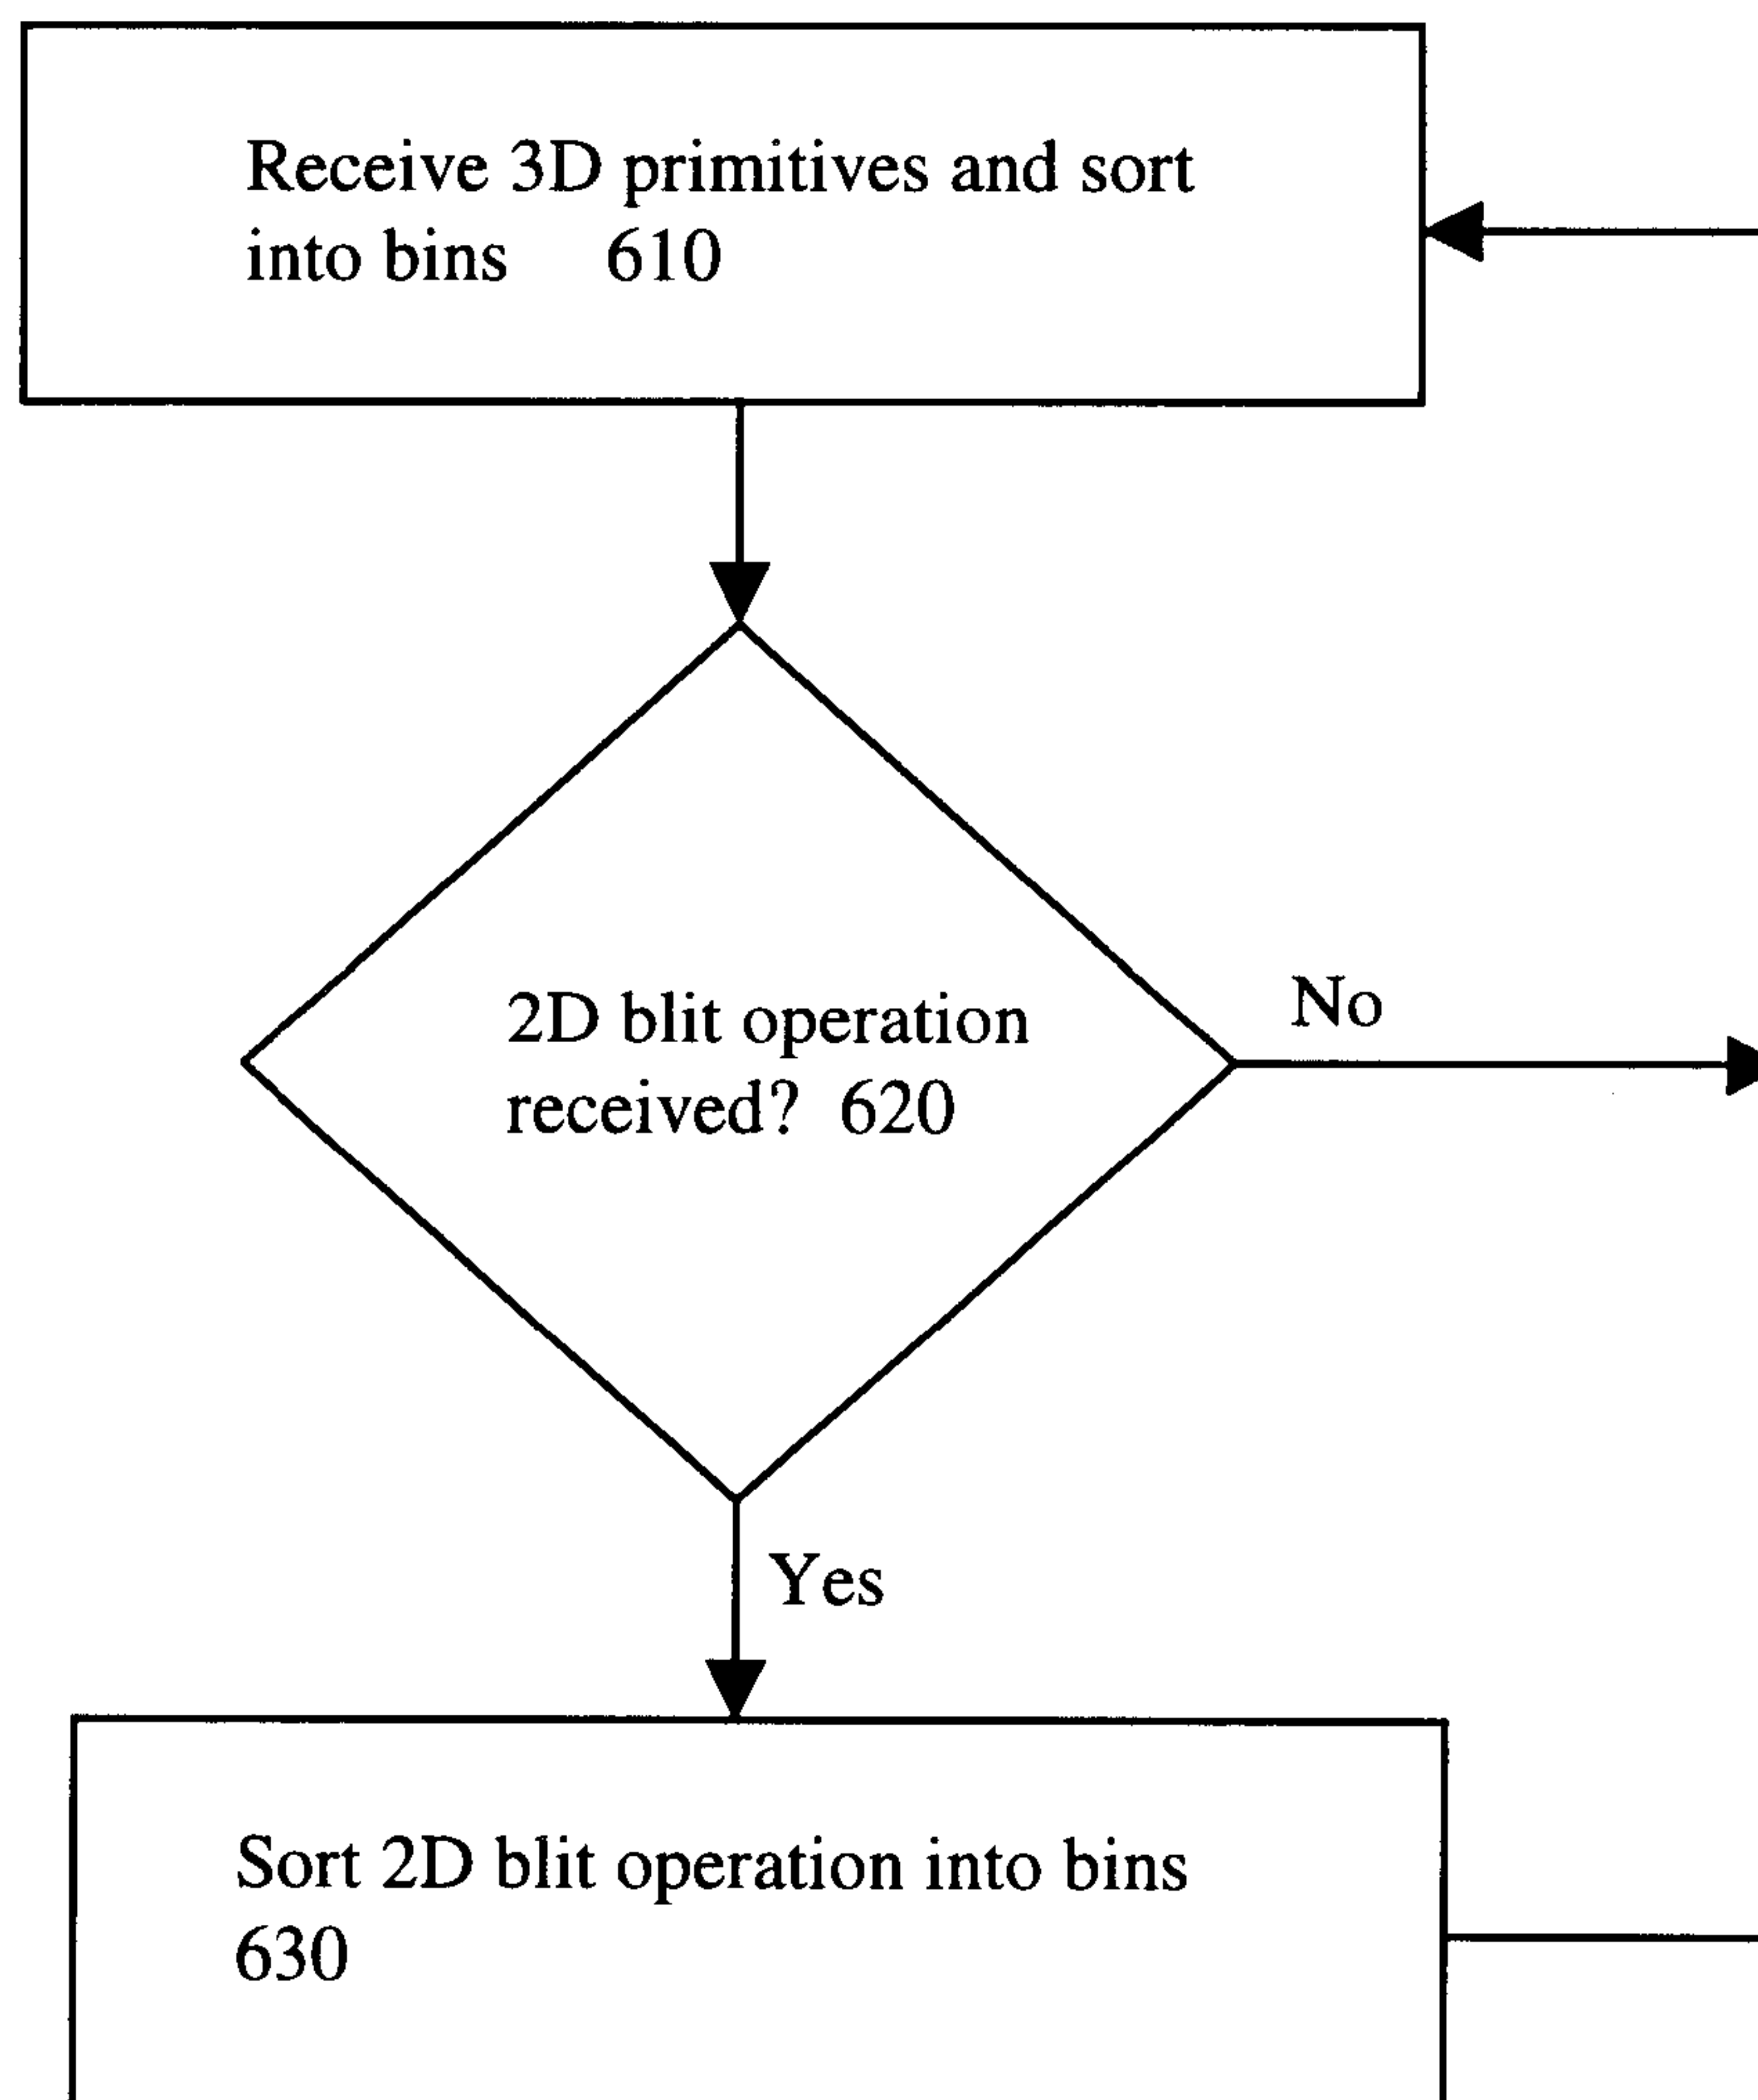 Receive 3D primitives and sort
into bins 610
2D blit operation
received? 620
No
Yes
Sort 2D blit operation into bins
630